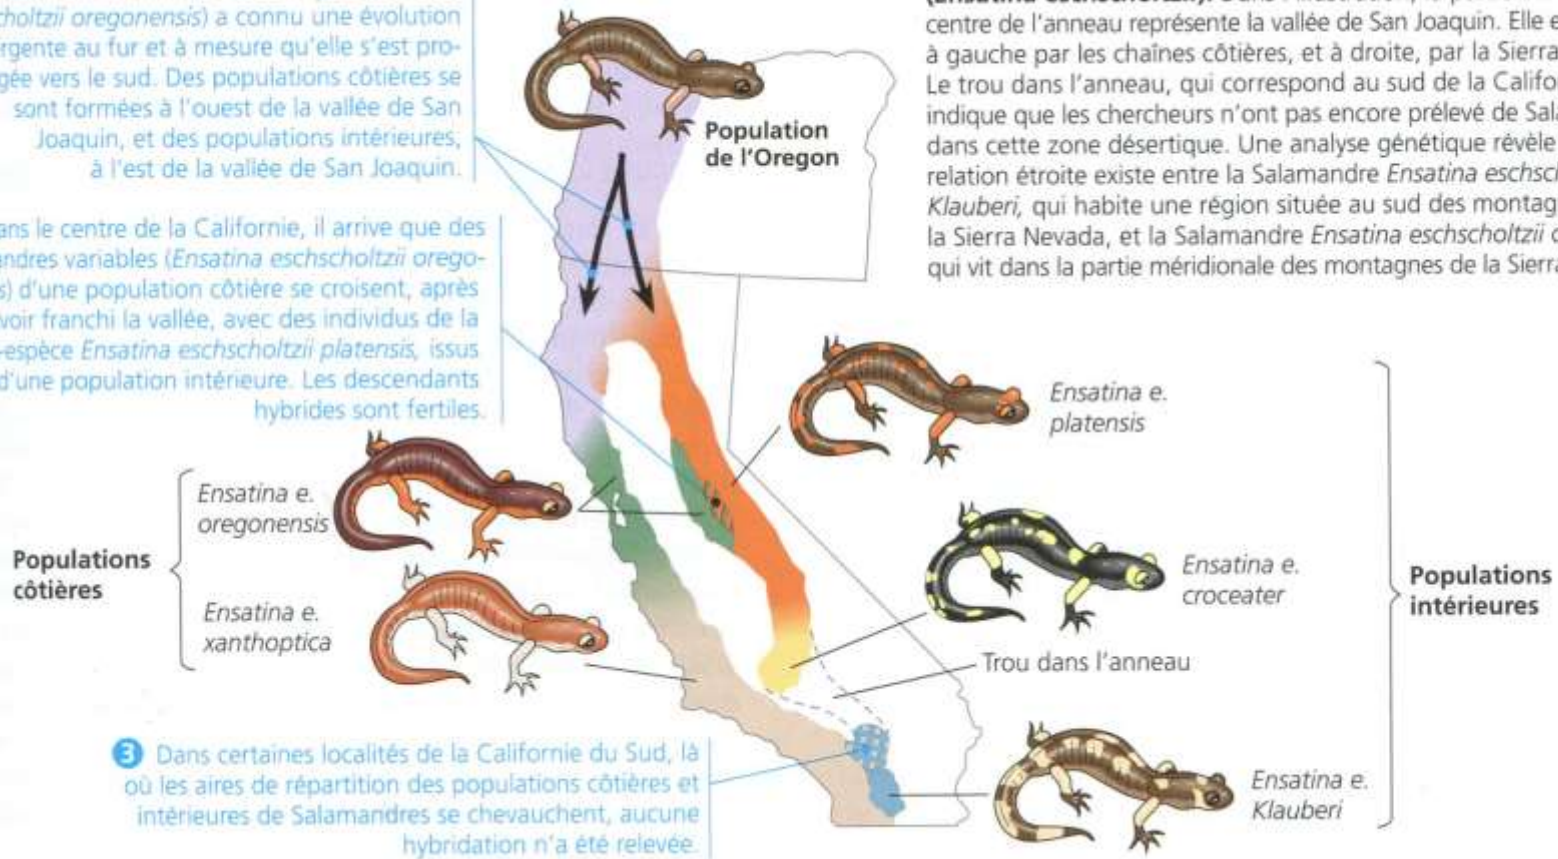 choltzii oregonensis) a connu une évolution
rgente au fur et à mesure qu'elle s'est pro-
gée vers le sud. Des populations côtières se
sont formées à l'ouest de la vallée de San
Joaquin, et des populations intérieures,
à l'est de la vallée de San Joaquin.
ans le centre de la Californie, il arrive que des
andres variables (Ensatina eschscholtzii orego-
s) d'une population côtière se croisent, après
voir franchi la vallée, avec des individus de la
-espèce Ensatina eschscholtzii platensis, issus
d'une population intérieure. Les descendants
hybrides sont fertiles.
Population
de l'Oregon
centre de l'anneau représente la vallée de San Joaquin. Elle e
à gauche par les chaînes côtières, et à droite, par la Sierra
Le trou dans l'anneau, qui correspond au sud de la Califo
indique que les chercheurs n'ont pas encore prélevé de Sala
dans cette zone désertique. Une analyse génétique révèle
relation étroite existe entre la Salamandre Ensatina eschsc
Klauberi, qui habite une région située au sud des montag
la Sierra Nevada, et la Salamandre Ensatina eschscholtzii c
qui vit dans la partie méridionale des montagnes de la Sierra
Ensatina e.
platensis
Ensatina e.
oregonensis
Populations
côtières
Ensatina e.
xanthoptica
Ensatina e.
croceater
Populations
intérieures
Trou dans l'anneau
3 Dans certaines localités de la Californie du Sud, là
où les aires de répartition des populations côtières et
intérieures de Salamandres se chevauchent, aucune
hybridation n'a été relevée.
Ensatina e.
Klauberi